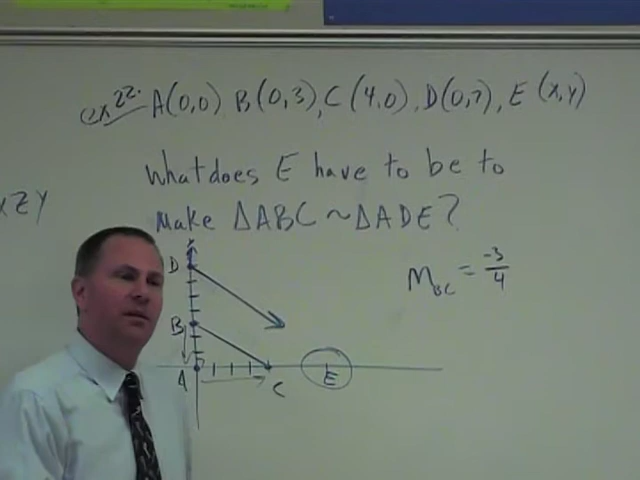 ex 22. A(0,0) B(0,3), C(4,0), D(0,7), E(x,y)
What does E have to be to
make ΔABC ~ ΔADE?
XZY
D
M_BC = -3/4
B
A
C
E